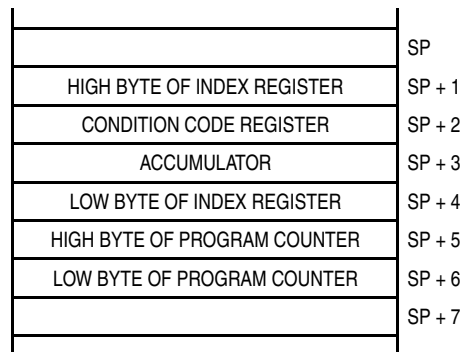 SP
HIGH BYTE OF INDEX REGISTER SP + 1
CONDITION CODE REGISTER SP + 2
ACCUMULATOR SP + 3
LOW BYTE OF INDEX REGISTER SP + 4
HIGH BYTE OF PROGRAM COUNTER SP + 5
LOW BYTE OF PROGRAM COUNTER SP + 6
SP + 7